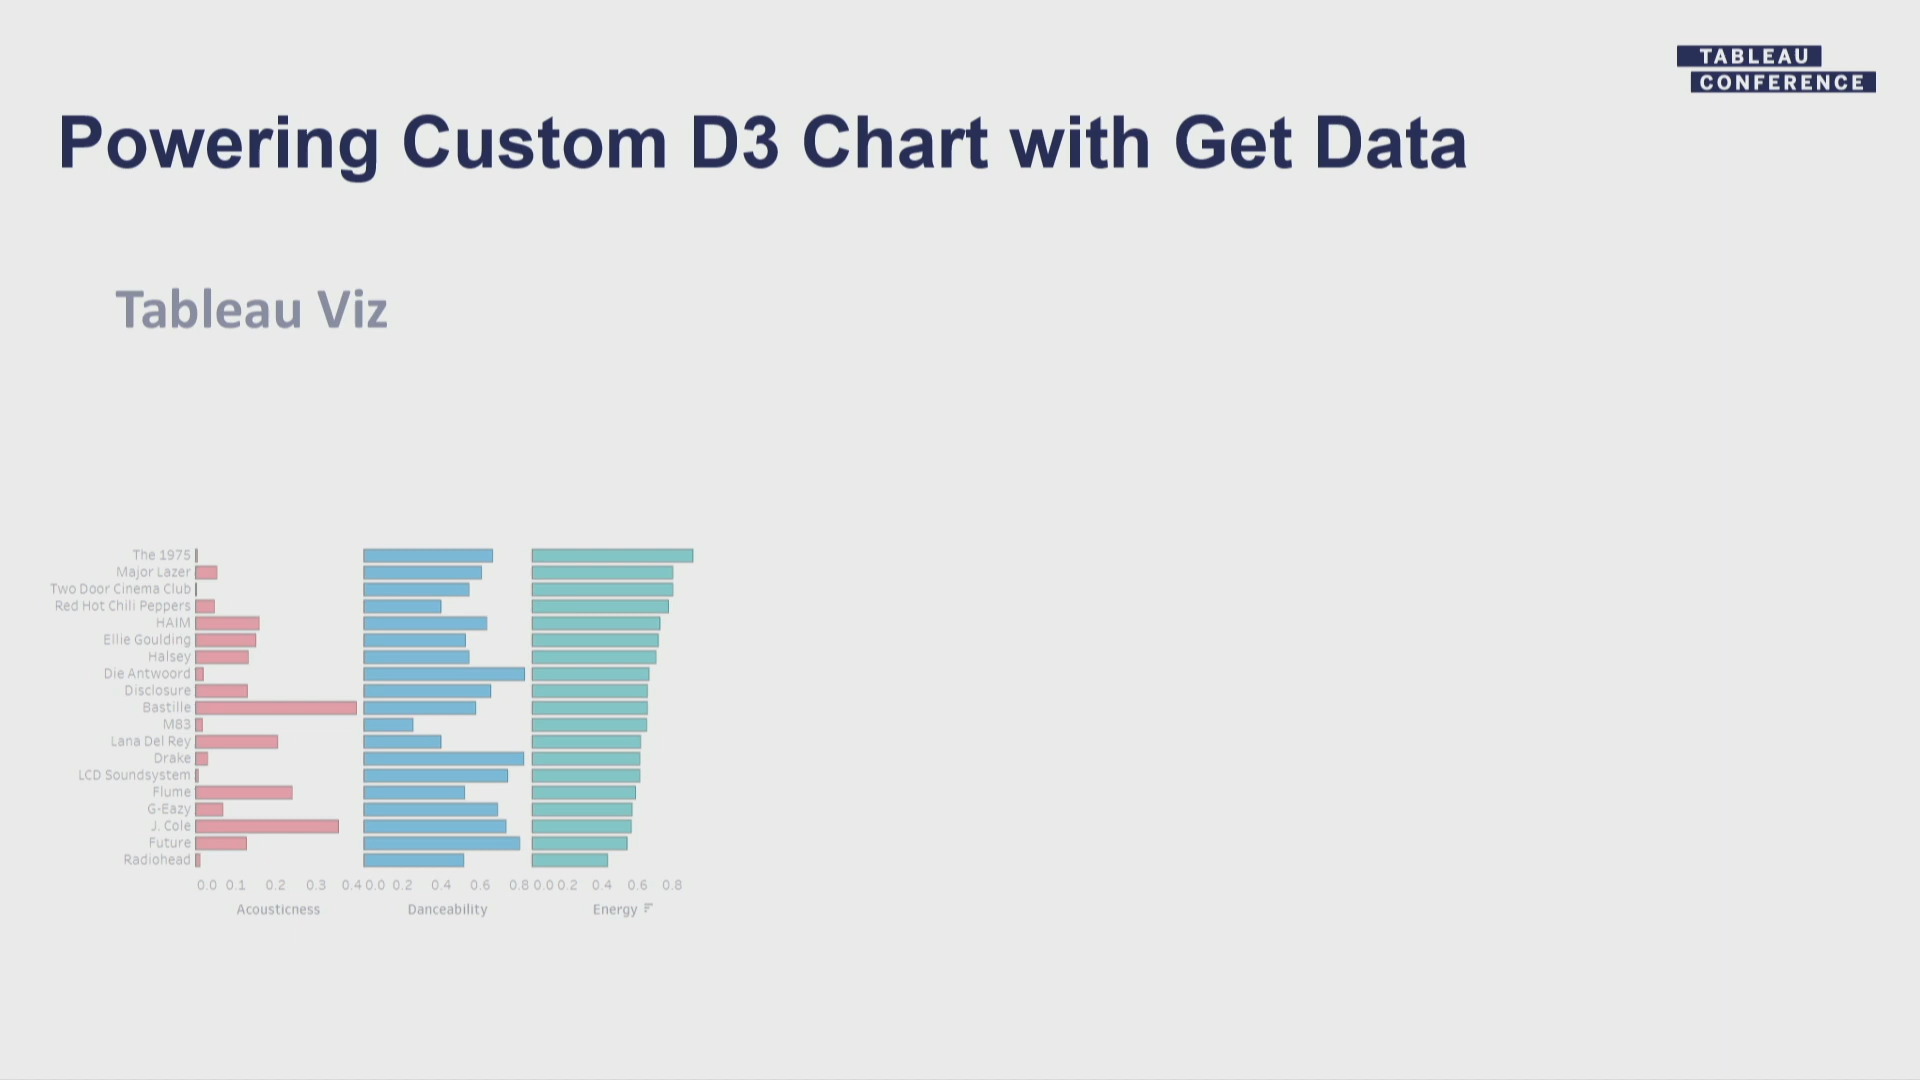 TABLEAU
CONFERENCE
Powering Custom D3 Chart with Get Data
Tableau Viz
The 1975
Major Lazer
Two Door Cinema Club
Red Hot Chili Peppers
HAIM
Ellie Goulding
Halsey
Die Antwoord
Disclosure
Bastille
M83
Lana Del Rey
Drake
LCD Soundsystem
Flume
G-Eazy
J. Cole
Future
Radiohead
0.0 0.1 0.2 0.3 0.4 0.0 0.2 0.4 0.6 0.8 0.0 0.2 0.4 0.6 0.8
Acousticness Danceability Energy